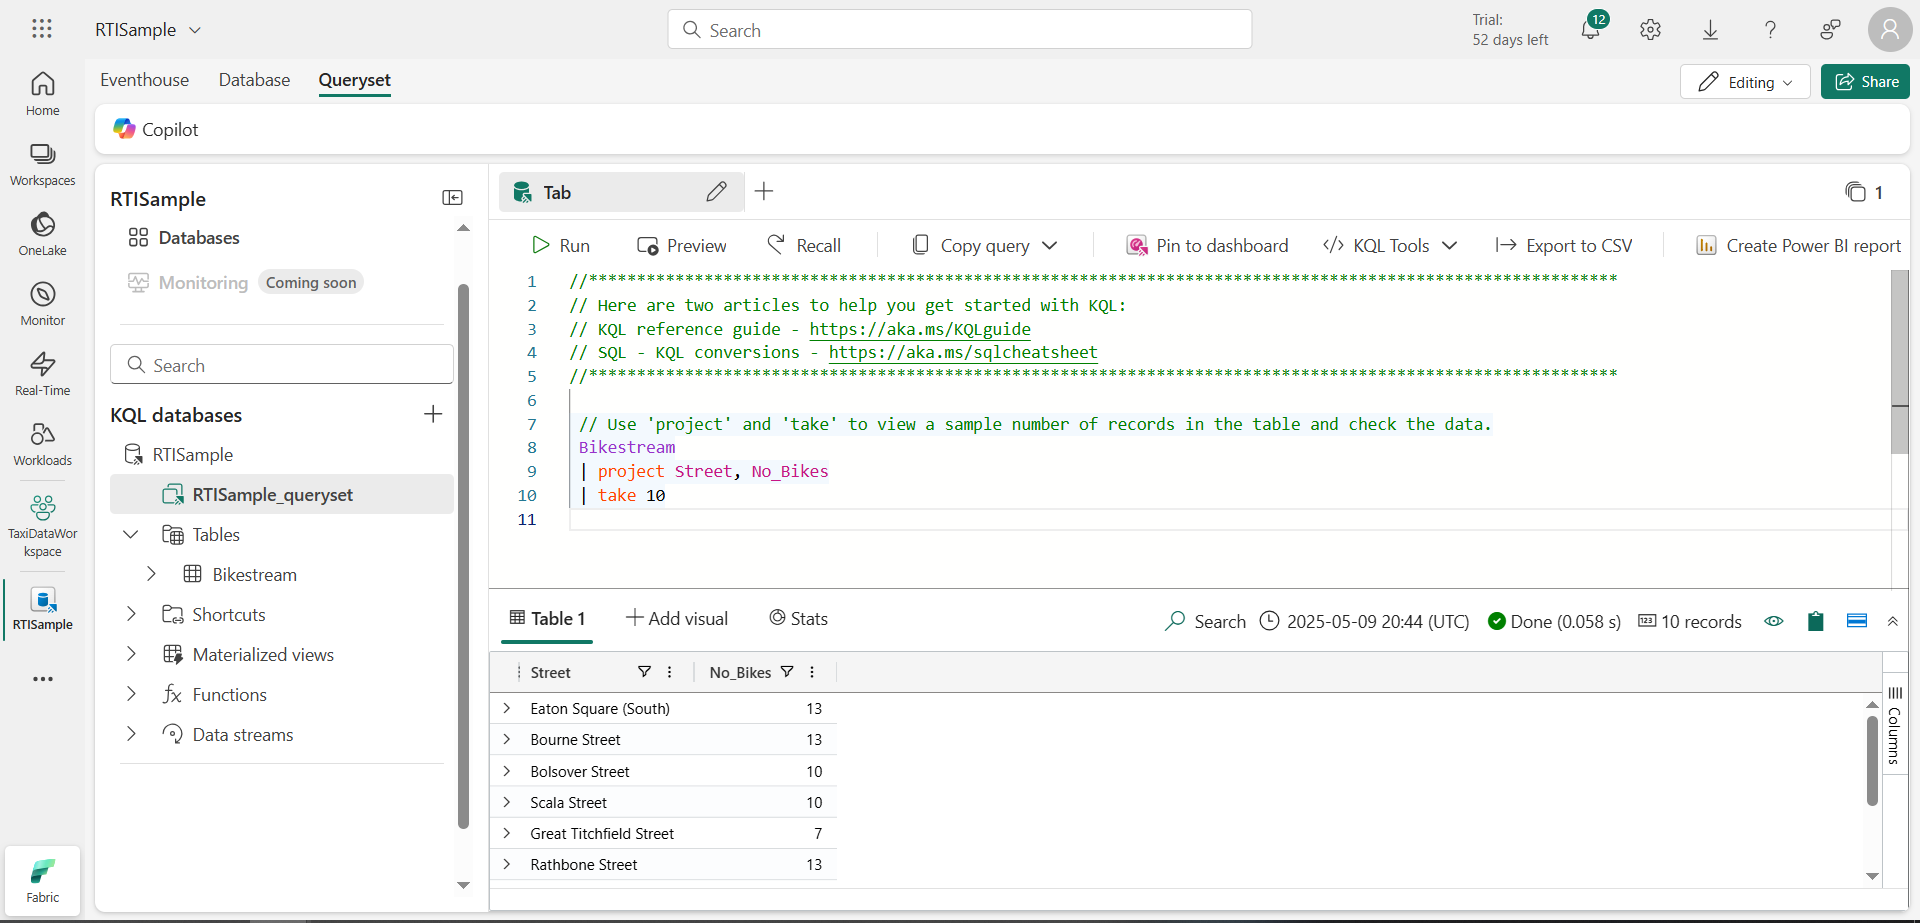 RTISample
Search
Trial:
52 days left
12
Home
Workspaces
OneLake
Monitor
Real-Time
Workloads
TaxiDataWor
kspace
RTISample
Fabric
Eventhouse Database Queryset
Editing
Share
Copilot
RTISample
Databases
Monitoring Coming soon
Search
KQL databases
RTISample
RTISample_queryset
Tables
Bikestream
Shortcuts
Materialized views
Functions
Data streams
Tab
1
Run Preview Recall Copy query Pin to dashboard KQL Tools Export to CSV Create Power BI report
1 //***********************************************************************************************************
2 // Here are two articles to help you get started with KQL:
3 // KQL reference guide - https://aka.ms/KQLguide
4 // SQL - KQL conversions - https://aka.ms/sqlcheatsheet
5 //***********************************************************************************************************
6
7 // Use 'project' and 'take' to view a sample number of records in the table and check the data.
8 Bikestream
9 | project Street, No_Bikes
10 | take 10
11
Table 1 Add visual Stats Search 2025-05-09 20:44 (UTC) Done (0.058 s) 123 10 records
Street No_Bikes
Eaton Square (South) 13
Bourne Street 13
Bolsover Street 10
Scala Street 10
Great Titchfield Street 7
Rathbone Street 13
Columns